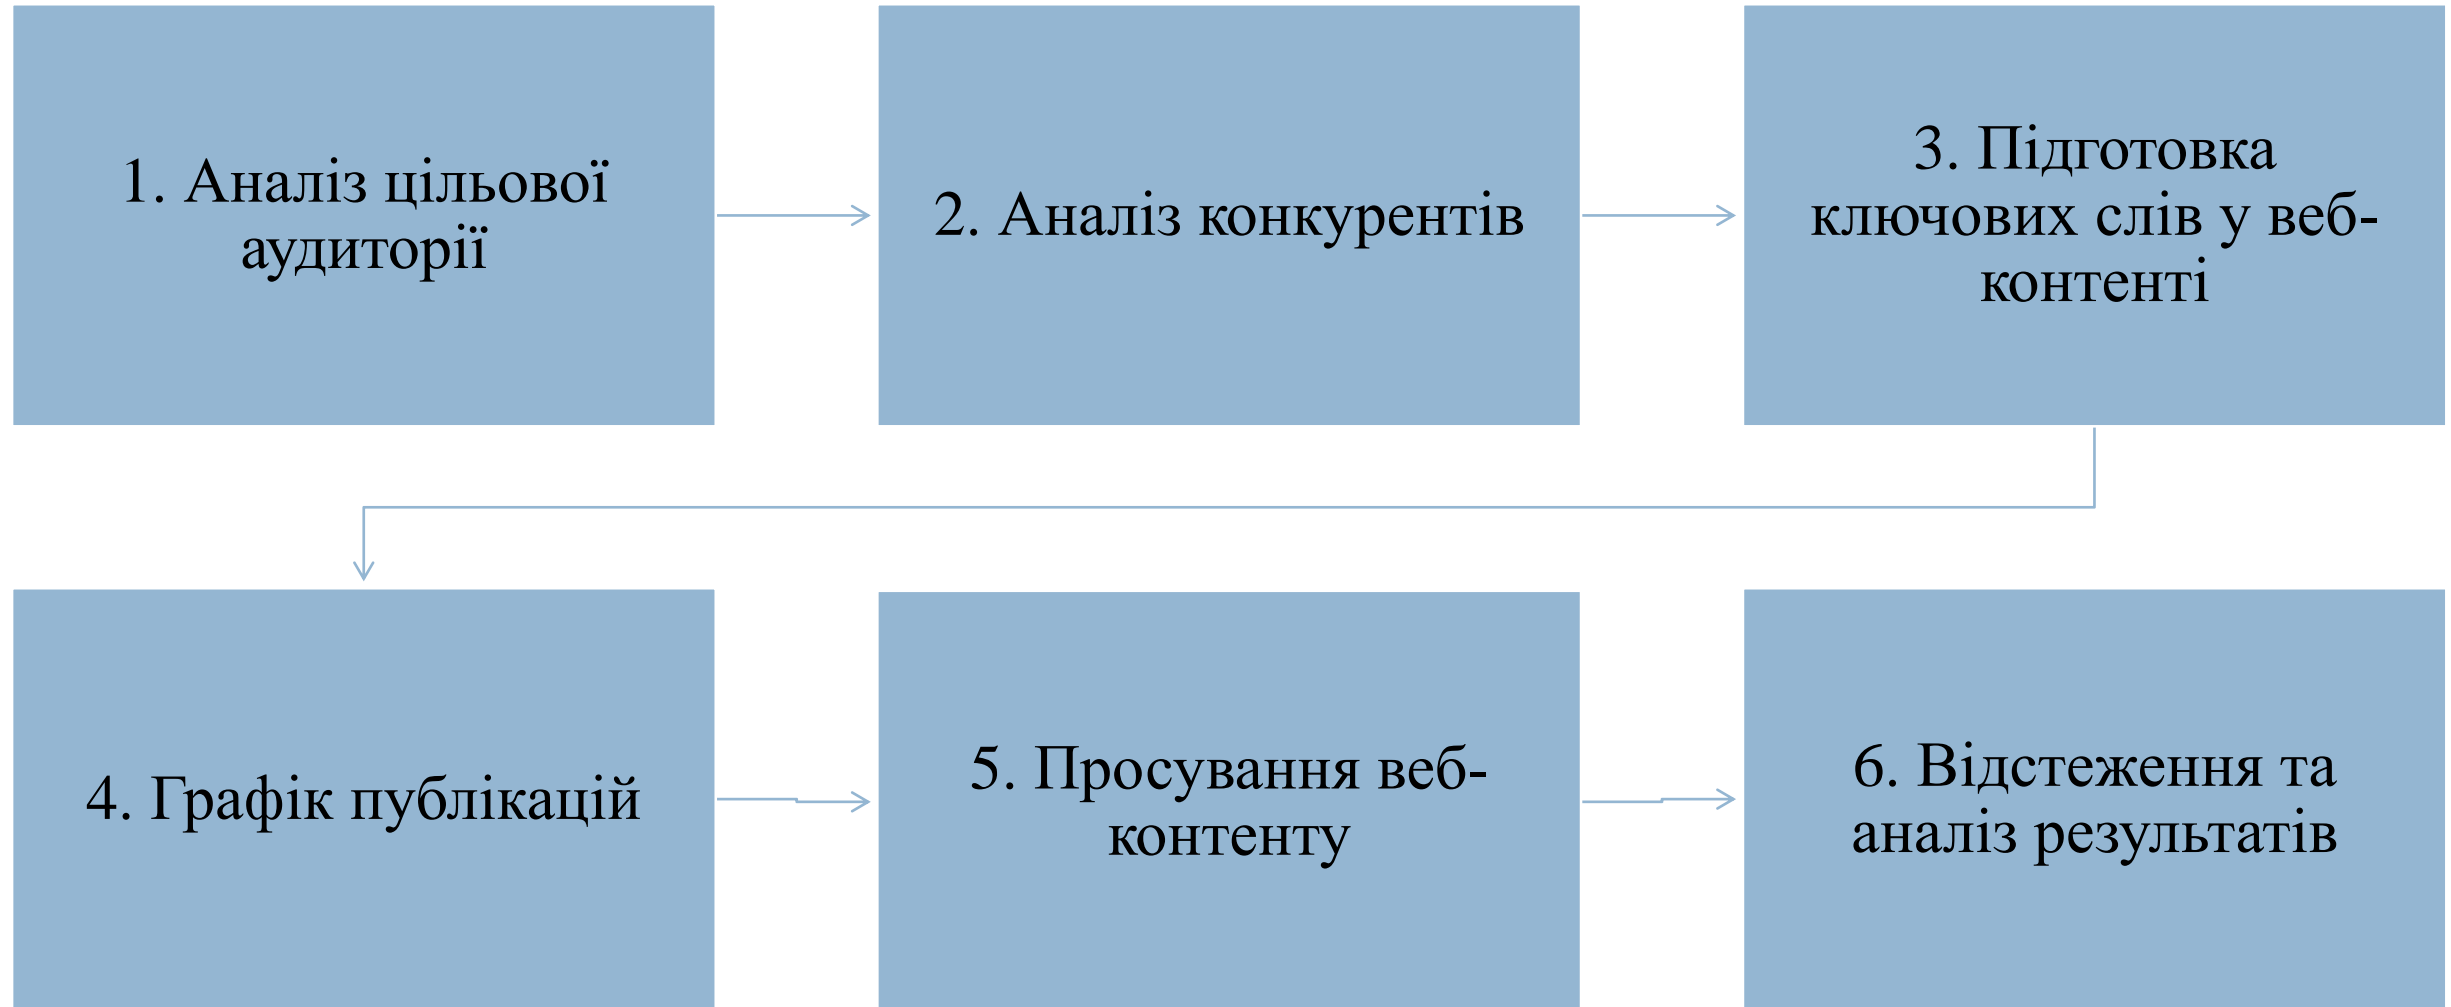 1. Аналіз цільової
аудиторії
2. Аналіз конкурентів
3. Підготовка
ключових слів у веб-
контенті
4. Графік публікацій
5. Просування веб-
контенту
6. Відстеження та
аналіз результатів